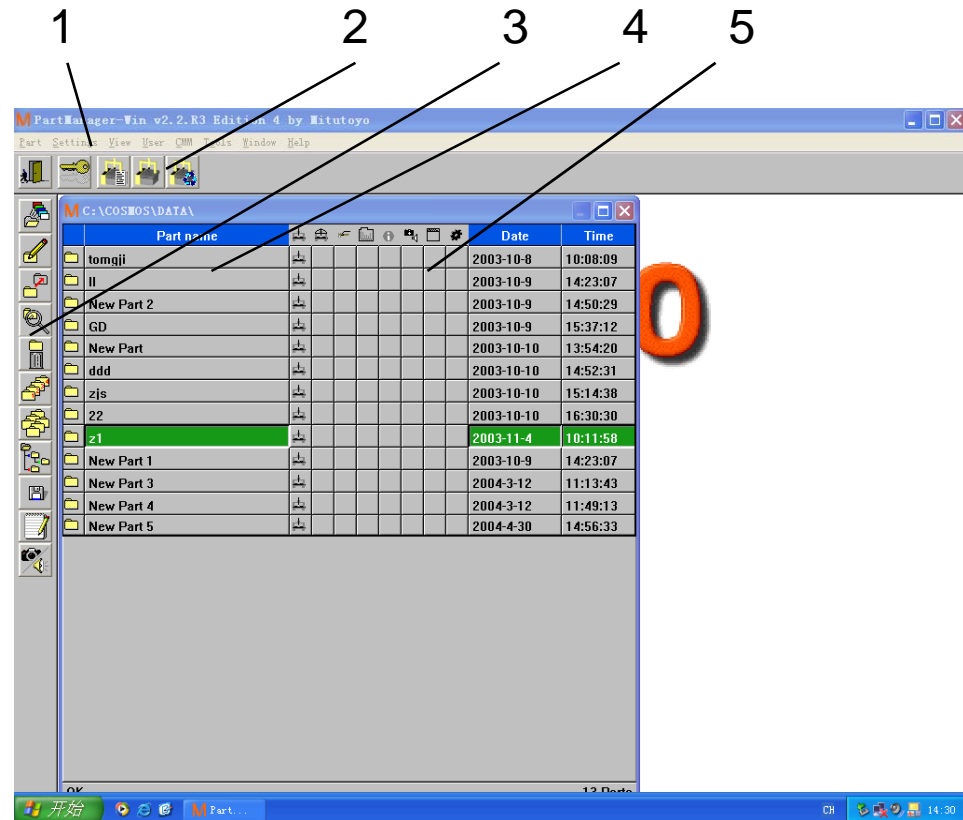 1 2 3 4 5
PartManager-Win v2.2.R3 Edition 4 by Mitutoyo
Part Settings View User CMM Tools Window Help
C:\COSMOS\DATA\
Part name Date Time
tomgji 2003-10-8 10:08:09
II 2003-10-9 14:23:07
New Part 2 2003-10-9 14:50:29
GD 2003-10-9 15:37:12
New Part 2003-10-10 13:54:20
ddd 2003-10-10 14:52:31
zjs 2003-10-10 15:14:38
22 2003-10-10 16:30:30
z1 2003-11-4 10:11:58
New Part 1 2003-10-9 14:23:07
New Part 3 2004-3-12 11:13:43
New Part 4 2004-3-12 11:49:13
New Part 5 2004-4-30 14:56:33
O
OK 13 Parts
开始 Part... CH 14:30